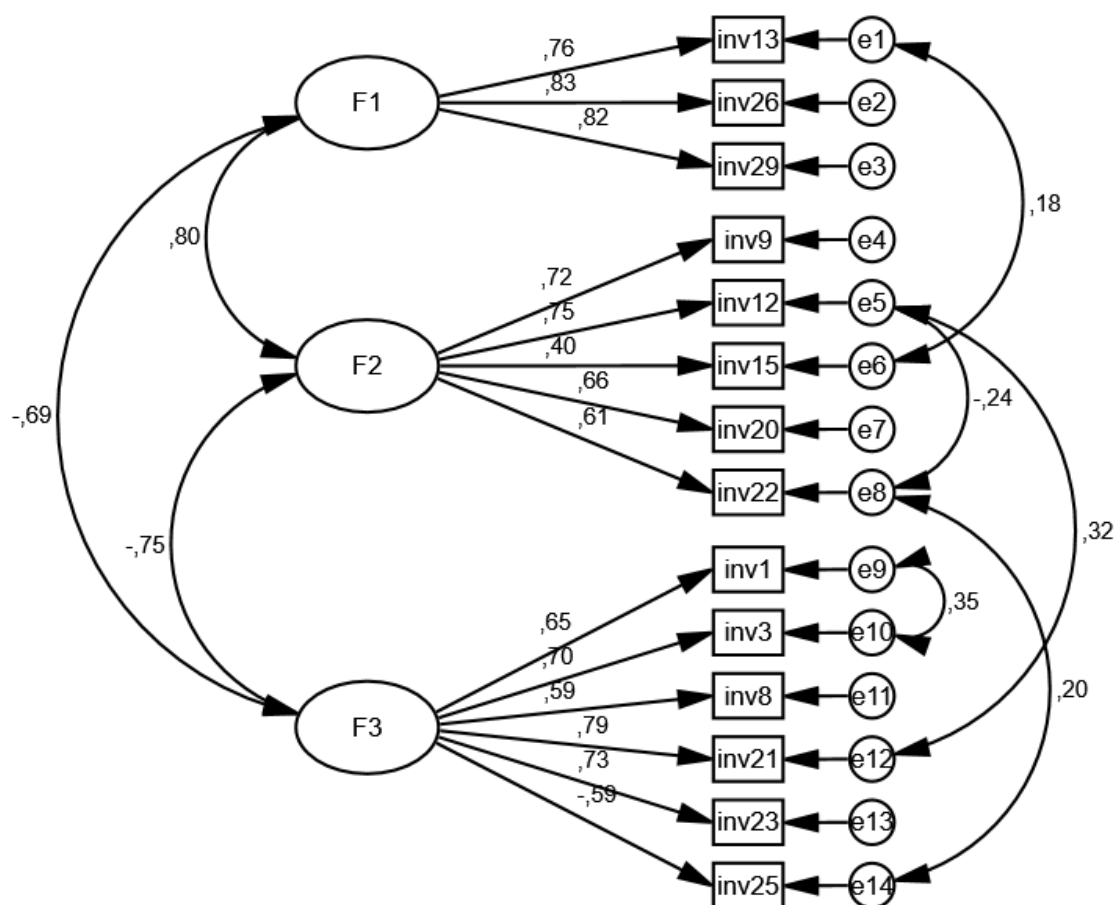 inv13 e1
,76
,83
F1 inv26 e2
,82
inv29 e3
,18
,80
inv9 e4
,72
,75
inv12 e5
,40
F2 inv15 e6
,66
-,24
-,69
,61
inv20 e7
inv22 e8
,32
-,75
inv1 e9
,35
,65
inv3 e10
,70
,59
inv8 e11
,20
F3
,79
inv21 e12
,73
-,59
inv23 e13
inv25 e14